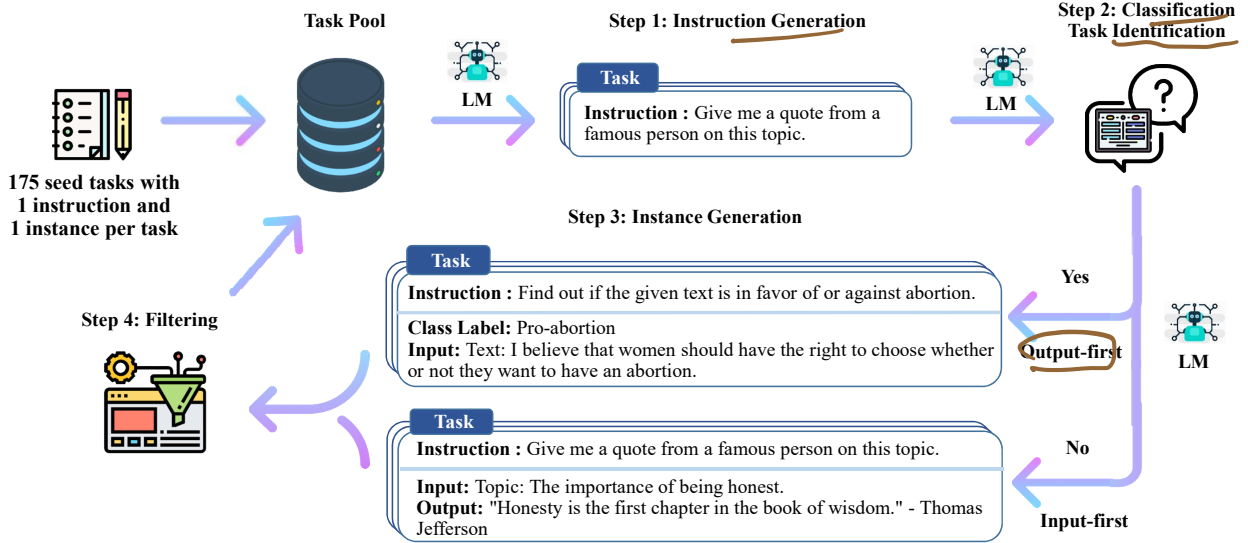 Task Pool
Step 1: Instruction Generation
Step 2: Classification
Task Identification
LM
LM
Task
Instruction : Give me a quote from a
famous person on this topic.
175 seed tasks with
1 instruction and
1 instance per task
Step 3: Instance Generation
Task
Instruction : Find out if the given text is in favor of or against abortion.
Class Label: Pro-abortion
Input: Text: I believe that women should have the right to choose whether
or not they want to have an abortion.
Yes
Output-first
LM
Step 4: Filtering
Task
Instruction : Give me a quote from a famous person on this topic.
Input: Topic: The importance of being honest.
Output: "Honesty is the first chapter in the book of wisdom." - Thomas
Jefferson
No
Input-first